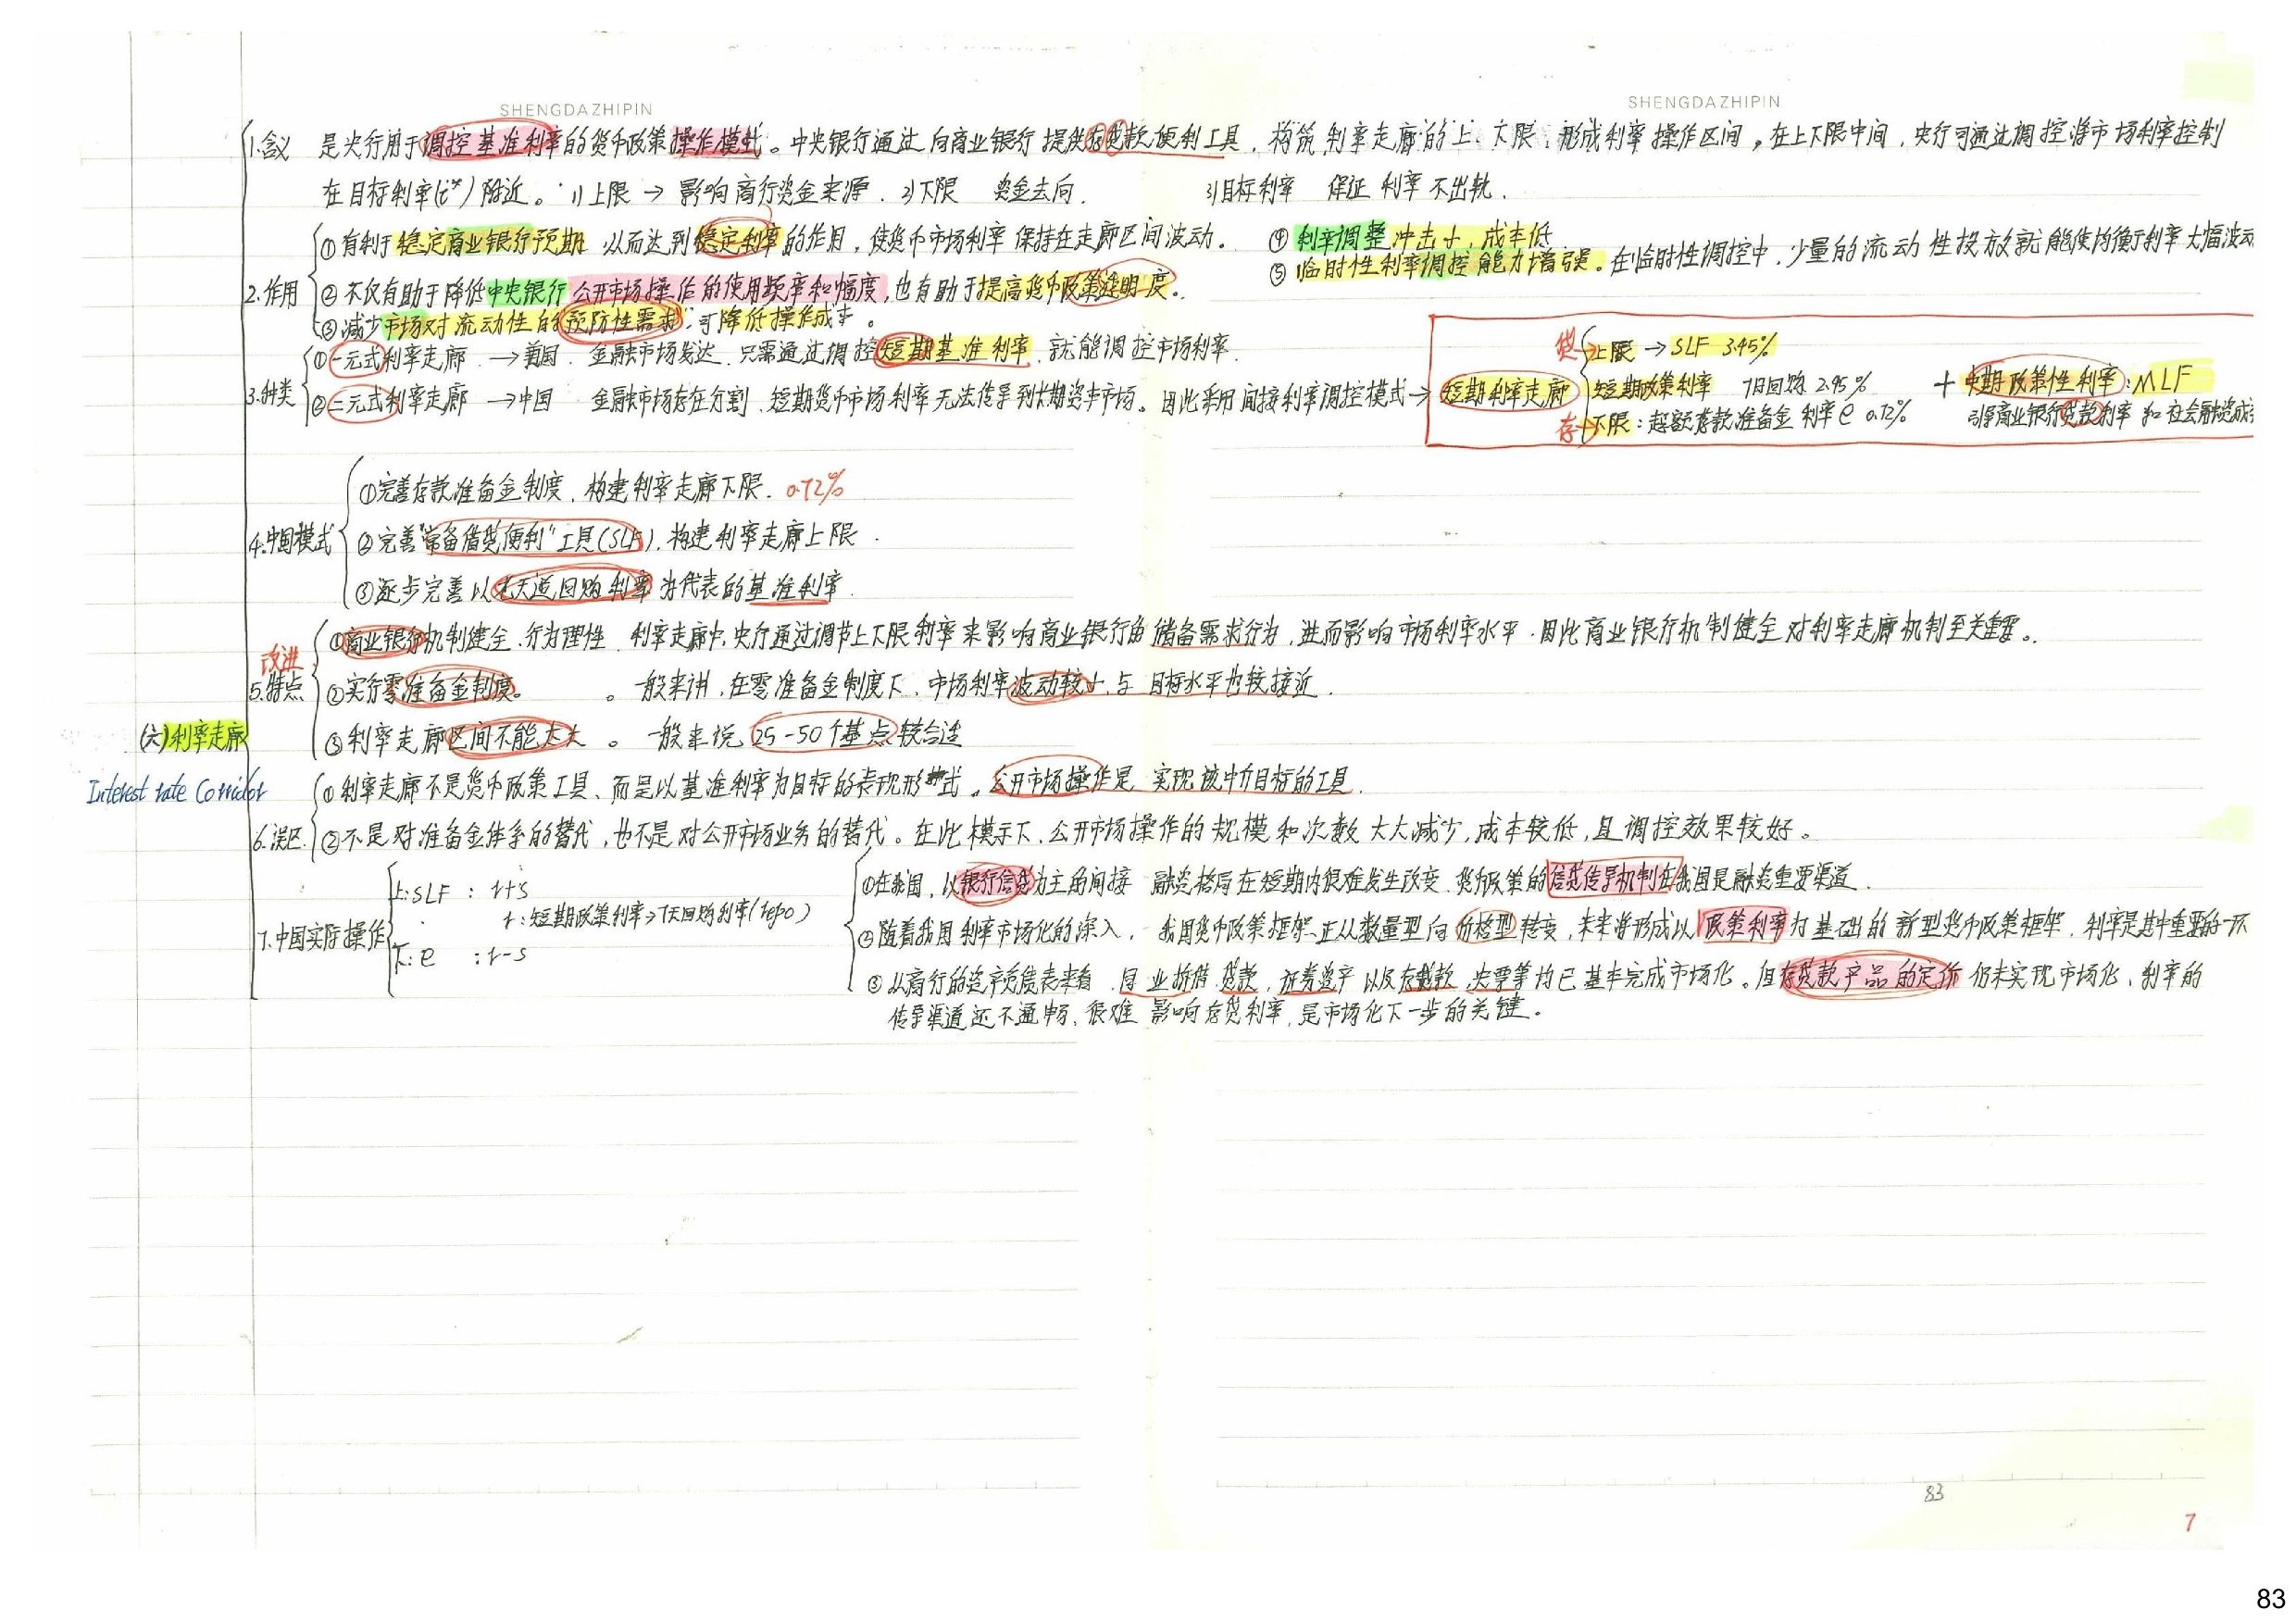 SHENGDAZHIPIN
SHENGDAZHIPIN
1.含义 是央行用于调控基准利率的货币政策操作模式。中央银行通过向商业银行提供存贷款便利工具,构筑利率走廊的上、下限,形成利率操作区间,在上下限中间,央行可通过调控将市场利率控制
在目标利率(i*)附近。1)上限→影响商行资金来源. 2)下限 资金去向. 3)目标利率 保证利率不出轨.
①有利于稳定商业银行预期 从而达到稳定利率的作用,使货币市场利率保持在走廊区间波动。 ④利率调整冲击小,成本低
⑤临时性利率调控能力增强。在临时性调控中,少量的流动性投放就能使均衡利率大幅波动
2.作用 ②不仅有助于降低中央银行公开市场操作的使用频率和幅度,也有助于提高货币政策透明度。
③减少市场对流动性的"预防性需求",可降低操作成本。
3.种类 ①一元式利率走廊 →美国. 金融市场发达.只需通过调控短期基准利率,就能调控市场利率.
②二元式利率走廊 →中国 金融市场存在分割、短期货币市场利率无法传导到长期资本市场。因此采用间接利率调控模式→
短期利率走廊
贷→上限→SLF 3.45%
短期政策利率 7日回购 2.95% + 中期政策性利率:MLF
存→下限:超额存款准备金利率e 0.72% 引导商业银行贷款利率和社会融资成
①完善存款准备金制度,构建利率走廊下限. 0.72%
4.中国模式 ②完善"常备借贷便利"工具(SLF),构建利率走廊上限.
③逐步完善以七天逆回购利率为代表的基准利率.
①商业银行机制健全、行为理性 利率走廊中,央行通过调节上下限利率来影响商业银行的储备需求行为,进而影响市场利率水平.因此商业银行机制健全对利率走廊机制至关重要。
改进
5.特点 ②实行零准备金制度。 一般来讲,在零准备金制度下,市场利率波动较小,与目标水平也较接近.
③利率走廊区间不能太大。 一般来说 25-50个基点较合适
(六)利率走廊
Interest rate Corridor
①利率走廊不是货币政策工具、而是以基准利率为目标的表现形式。公开市场操作是实现该中介目标的工具.
6.误区. ②不是对准备金体系的替代,也不是对公开市场业务的替代。在此模示下,公开市场操作的规模和次数大大减少,成本较低,且调控效果较好。
7.中国实际操作
上:SLF : r+s
r:短期政策利率→7天回购利率(repo)
下:e :r-s
①在我国,以银行信贷为主的间接融资格局在短期内很难发生改变.货币政策的信贷传导机制在我国是融资重要渠道.
②随着我国利率市场化的深入,我国货币政策框架正从数量型向价格型转变,未来将形成以政策利率为基础的新型货币政策框架,利率是其中重要的一环
③从商行的资产负债表来看.同业拆借、贷款、证券资产以及存款、央票等均已基本完成市场化。但存贷款产品的定价仍未实现市场化,利率的
传导渠道还不通畅、很难影响存贷利率,是市场化下一步的关键。
83
7
83